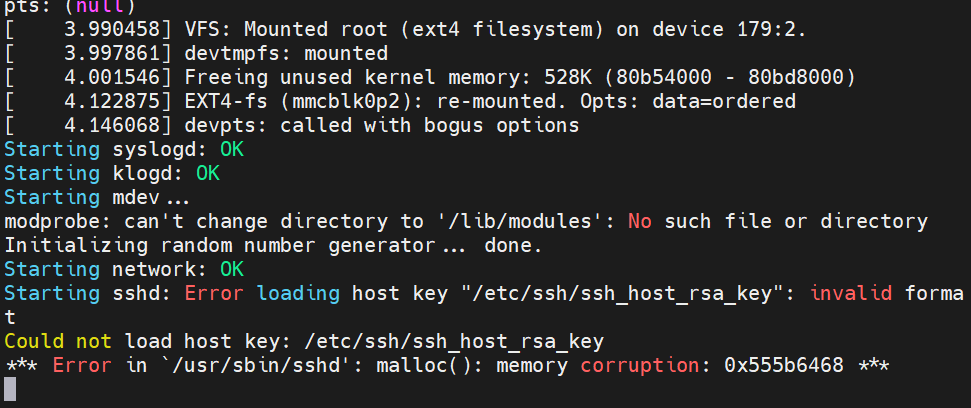 pts: (null)
[    3.990458] VFS: Mounted root (ext4 filesystem) on device 179:2.
[    3.997861] devtmpfs: mounted
[    4.001546] Freeing unused kernel memory: 528K (80b54000 - 80bd8000)
[    4.122875] EXT4-fs (mmcblk0p2): re-mounted. Opts: data=ordered
[    4.146068] devpts: called with bogus options
Starting syslogd: OK
Starting klogd: OK
Starting mdev...
modprobe: can't change directory to '/lib/modules': No such file or directory
Initializing random number generator... done.
Starting network: OK
Starting sshd: Error loading host key "/etc/ssh/ssh_host_rsa_key": invalid forma
t
Could not load host key: /etc/ssh/ssh_host_rsa_key
*** Error in `/usr/sbin/sshd': malloc(): memory corruption: 0x555b6468 ***